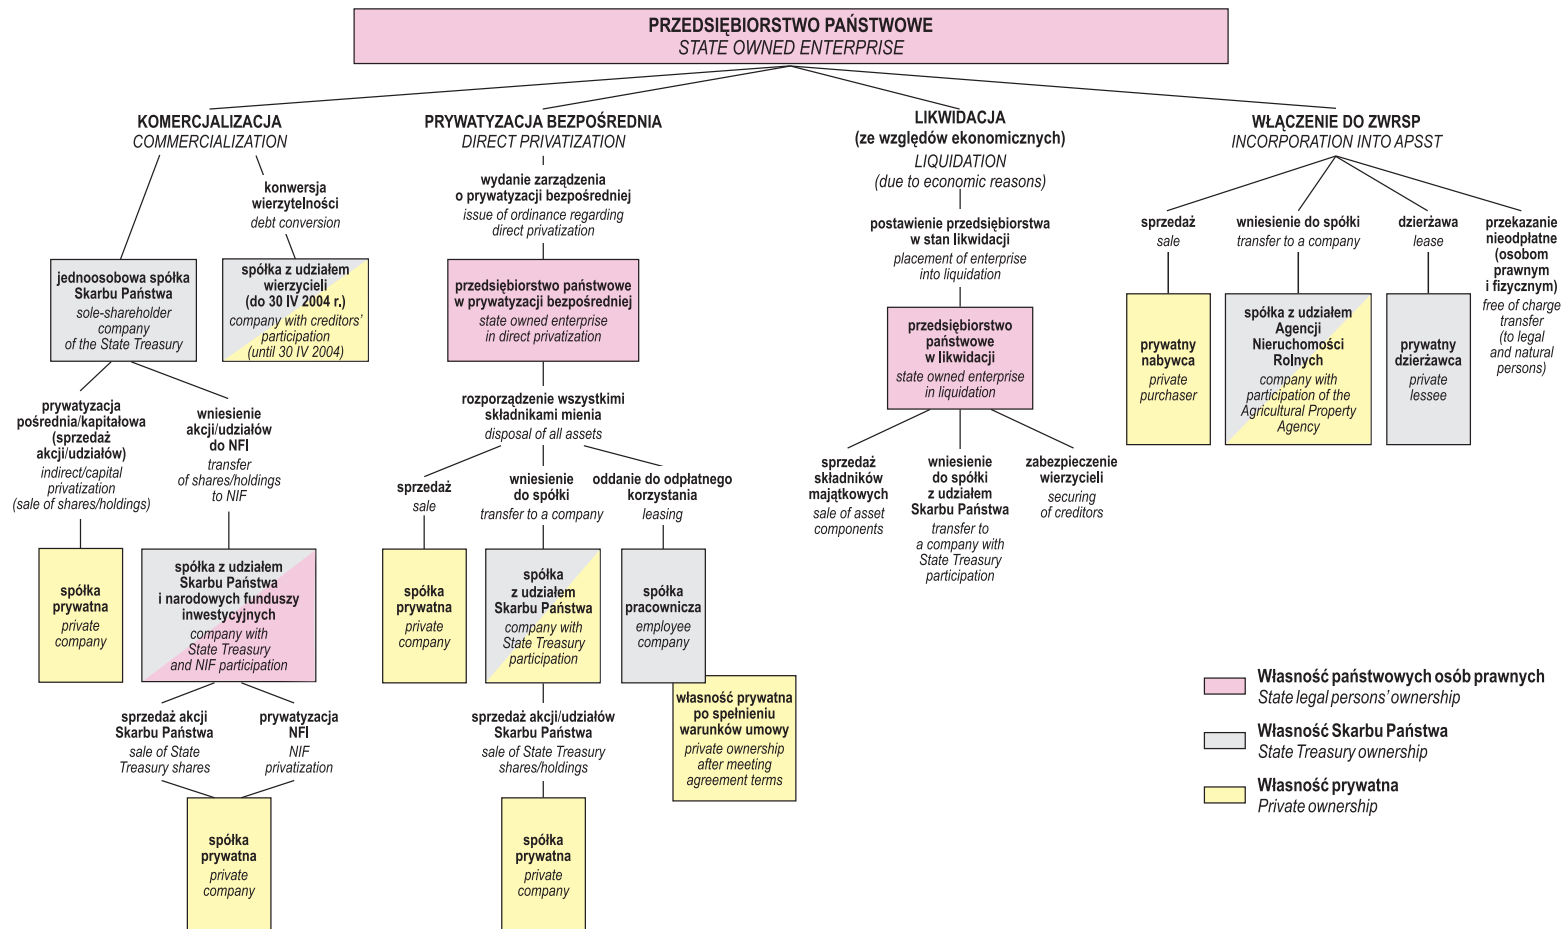 PRZEDSIĘBIORSTWO PAŃSTWOWE
STATE OWNED ENTERPRISE
KOMERCJALIZACJA
COMMERCIALIZATION
konwersja
wierzytelności
debt conversion
jednoosobowa spółka
Skarbu Państwa
sole-shareholder
company
of the State Treasury
spółka z udziałem
wierzycieli
(do 30 IV 2004 r.)
company with creditors'
participation
(until 30 IV 2004)
prywatyzacja
pośrednia/kapitałowa
(sprzedaż
akcji/udziałów)
indirect/capital
privatization
(sale of shares/holdings)
wniesienie
akcji/udziałów
do NFI
transfer
of shares/holdings
to NIF
spółka
prywatna
private
company
spółka z udziałem
Skarbu Państwa
i narodowych funduszy
inwestycyjnych
company with
State Treasury
and NIF participation
sprzedaż akcji
Skarbu Państwa
sale of State
Treasury shares
prywatyzacja
NFI
NIF
privatization
spółka
prywatna
private
company
PRYWATYZACJA BEZPOŚREDNIA
DIRECT PRIVATIZATION
wydanie zarządzenia
o prywatyzacji bezpośredniej
issue of ordinance regarding
direct privatization
przedsiębiorstwo państwowe
w prywatyzacji bezpośredniej
state owned enterprise
in direct privatization
rozporządzenie wszystkimi
składnikami mienia
disposal of all assets
sprzedaż
sale
wniesienie
do spółki
transfer to a company
oddanie do odpłatnego
korzystania
leasing
spółka
prywatna
private
company
spółka
z udziałem
Skarbu Państwa
company with
State Treasury
participation
spółka
pracownicza
employee
company
sprzedaż akcji/udziałów
Skarbu Państwa
sale of State Treasury
shares/holdings
własność prywatna
po spełnieniu
warunków umowy
private ownership
after meeting
agreement terms
spółka
prywatna
private
company
LIKWIDACJA
(ze względów ekonomicznych)
LIQUIDATION
(due to economic reasons)
postawienie przedsiębiorstwa
w stan likwidacji
placement of enterprise
into liquidation
przedsiębiorstwo
państwowe
w likwidacji
state owned enterprise
in liquidation
sprzedaż
składników
majątkowych
sale of asset
components
wniesienie
do spółki
z udziałem
Skarbu Państwa
transfer to
a company with
State Treasury
participation
zabezpieczenie
wierzycieli
securing
of creditors
WŁĄCZENIE DO ZWRSP
INCORPORATION INTO APSST
sprzedaż
sale
wniesienie do spółki
transfer to a company
dzierżawa
lease
przekazanie
nieodpłatne
(osobom
prawnym
i fizycznym)
free of charge
transfer
(to legal
and natural
persons)
prywatny
nabywca
private
purchaser
spółka z udziałem
Agencji
Nieruchomości
Rolnych
company with
participation of the
Agricultural Property
Agency
prywatny
dzierżawca
private
lessee
Własność państwowych osób prawnych
State legal persons' ownership
Własność Skarbu Państwa
State Treasury ownership
Własność prywatna
Private ownership